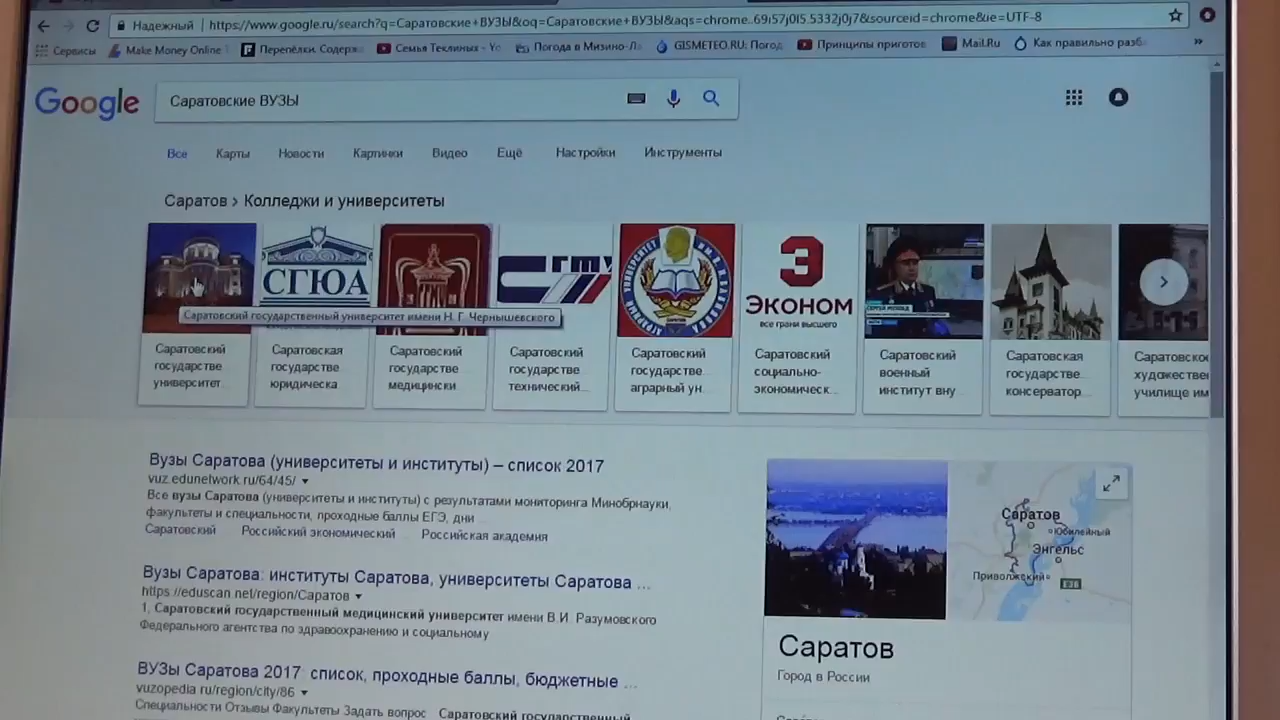 Надежный
https://www.google.ru/search?q=Саратовские+ВУЗЫ&oq=Саратовские+ВУЗЫ&aqs=chrome..69i57j0l5.5332j0j7&sourceid=chrome&ie=UTF-8
Сервисы Make Money Online Перепёлки. Содерж Семья Теклиных - Yo Погода в Мизино-Л GISMETEO.RU: Погод Принципы приготов Mail.Ru Как правильно разб »
Google
Саратовские ВУЗЫ
Все Карты Новости Картинки Видео Ещё Настройки Инструменты
Саратов › Колледжи и университеты
СГЮА
СГТУ
ЭКОНОМ
все грани высшего
Саратовский государственный университет имени Н. Г. Чернышевского
Саратовский
государстве
университет
Саратовская
государстве
юридическа
Саратовский
государстве
медицински
Саратовский
государстве
технический...
Саратовский
государстве
аграрный ун
Саратовский
социально-
экономическ...
Саратовский
военный
институт вну
Саратовская
государстве
консерватор
Саратовско
художестве
училище им
Вузы Саратова (университеты и институты) – список 2017
vuz.edunetwork.ru/64/45/
Все вузы Саратова (университеты и институты) с результатами мониторинга Минобрнауки,
факультеты и специальности, проходные баллы ЕГЭ, дни
Саратовский Российский экономический Российская академия
Вузы Саратова: институты Саратова, университеты Саратова ...
https://eduscan.net/region/Саратов
1. Саратовский государственный медицинский университет имени В.И. Разумовского
Федерального агентства по здравоохранению и социальному
ВУЗы Саратова 2017: список, проходные баллы, бюджетные ...
vuzopedia.ru/region/city/86
Специальности Отзывы Факультеты Задать вопрос Саратовский государственный
Саратов
Юбилейный
Энгельс
Приволжский
Саратов
Город в России